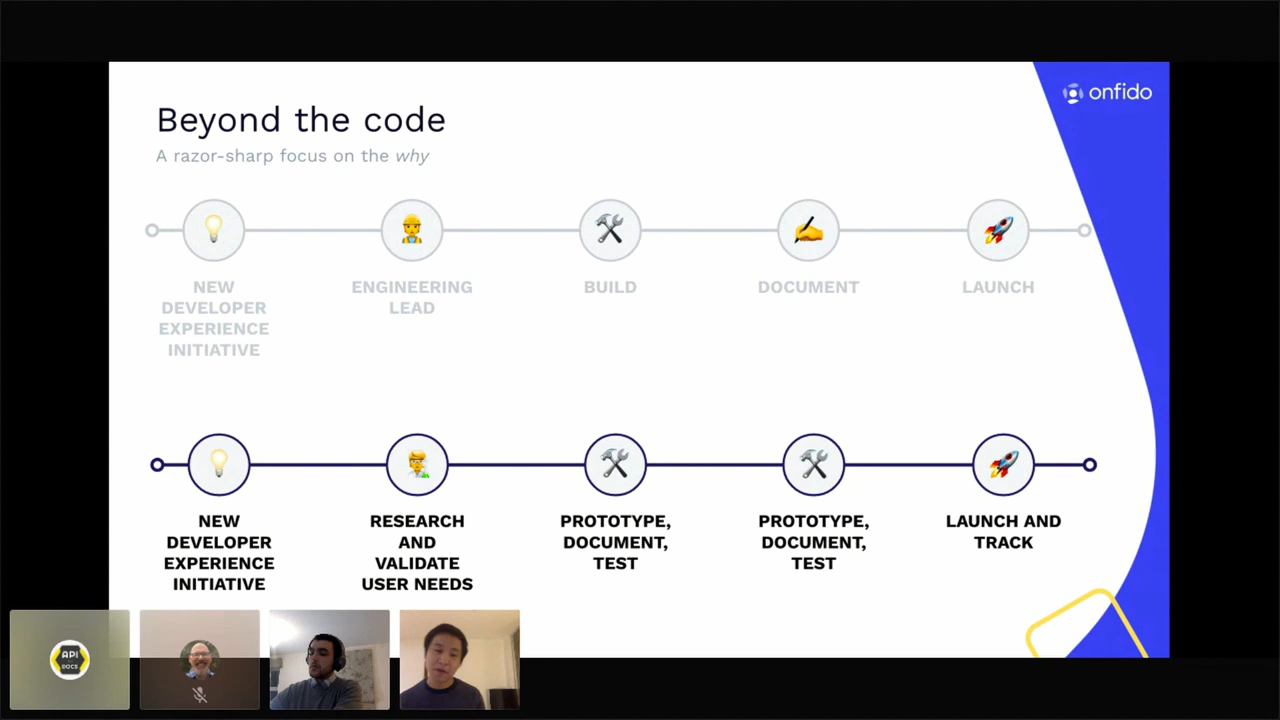 onfido
Beyond the code
A razor-sharp focus on the why
NEW
DEVELOPER
EXPERIENCE
INITIATIVE
ENGINEERING
LEAD
BUILD
DOCUMENT
LAUNCH
NEW
DEVELOPER
EXPERIENCE
INITIATIVE
RESEARCH
AND
VALIDATE
USER NEEDS
PROTOTYPE,
DOCUMENT,
TEST
PROTOTYPE,
DOCUMENT,
TEST
LAUNCH AND
TRACK
API
DOCS